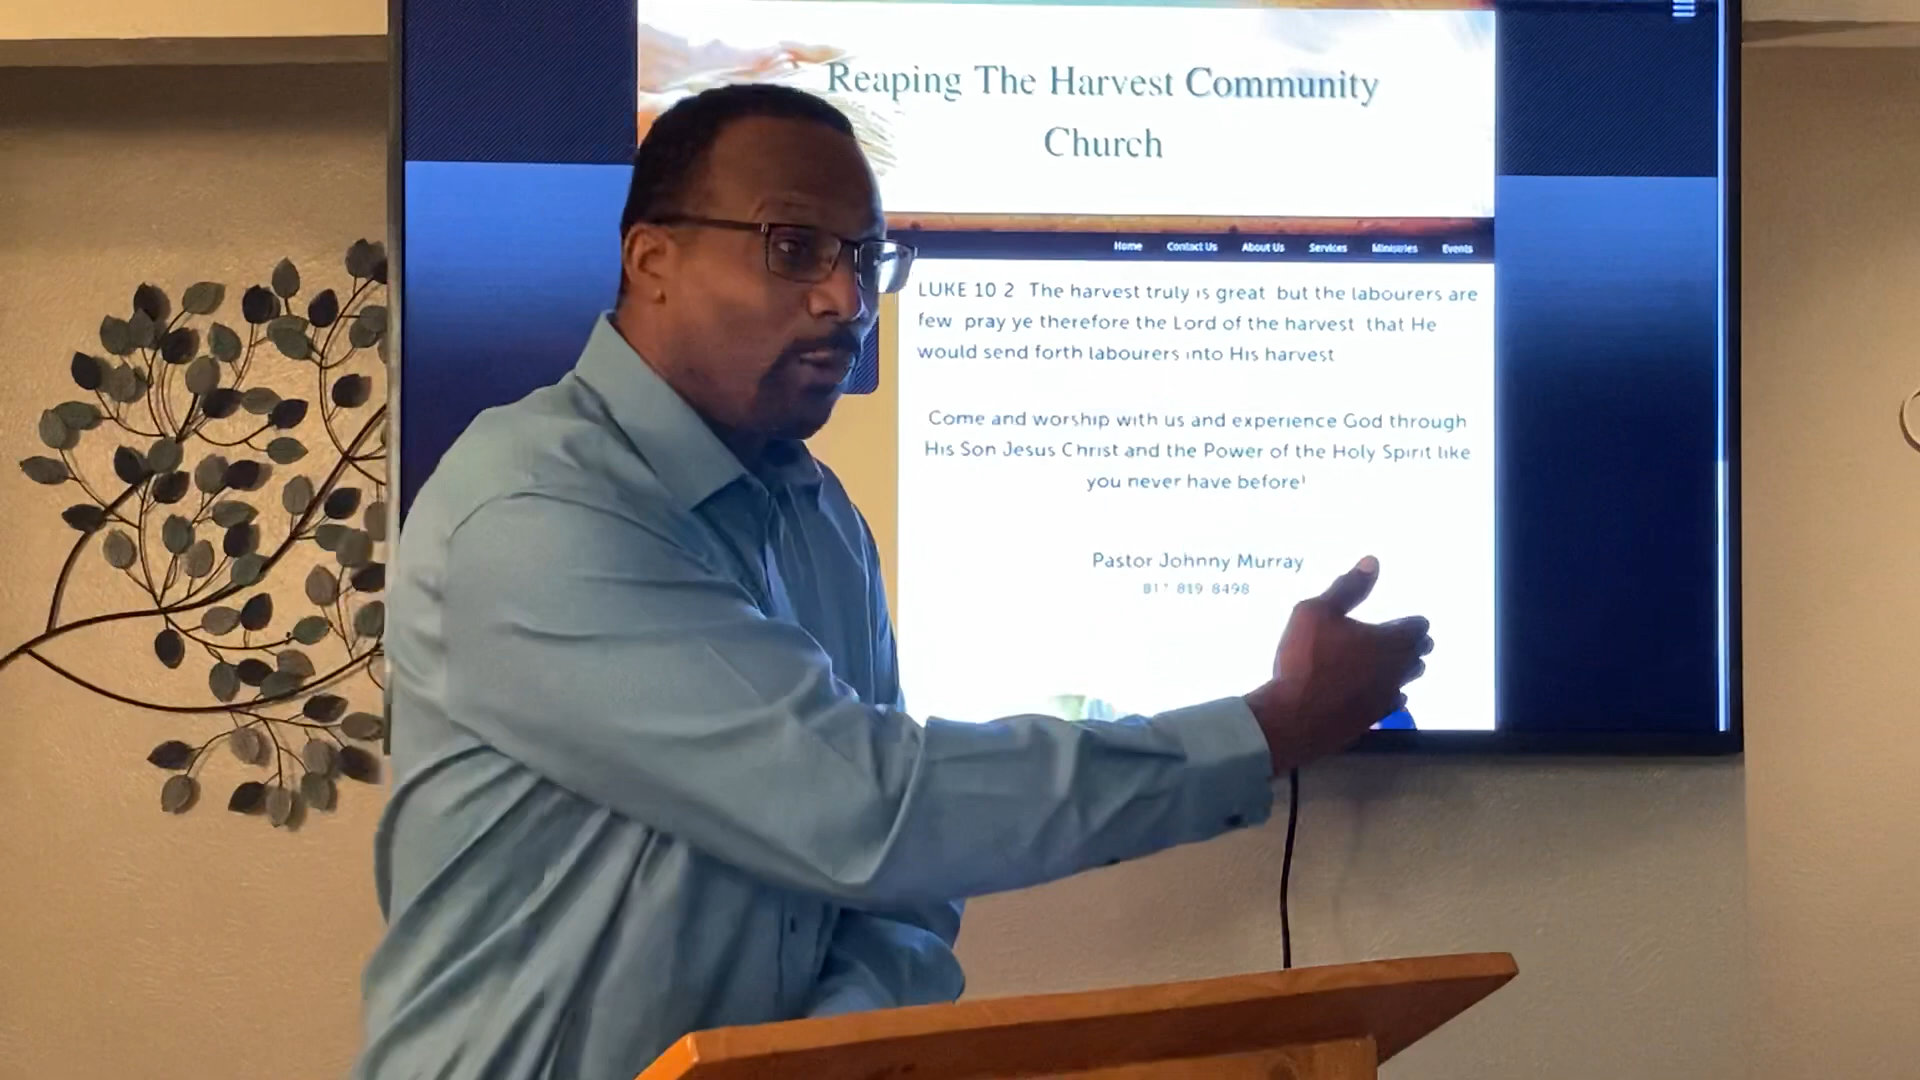 Reaping The Harvest Community
Church
Home Contact Us About Us Services Ministries Events
LUKE 10 2 The harvest truly is great but the labourers are
few pray ye therefore the Lord of the harvest that He
would send forth labourers into His harvest
Come and worship with us and experience God through
His Son Jesus Christ and the Power of the Holy Spirit like
you never have before!
Pastor Johnny Murray
819 8498